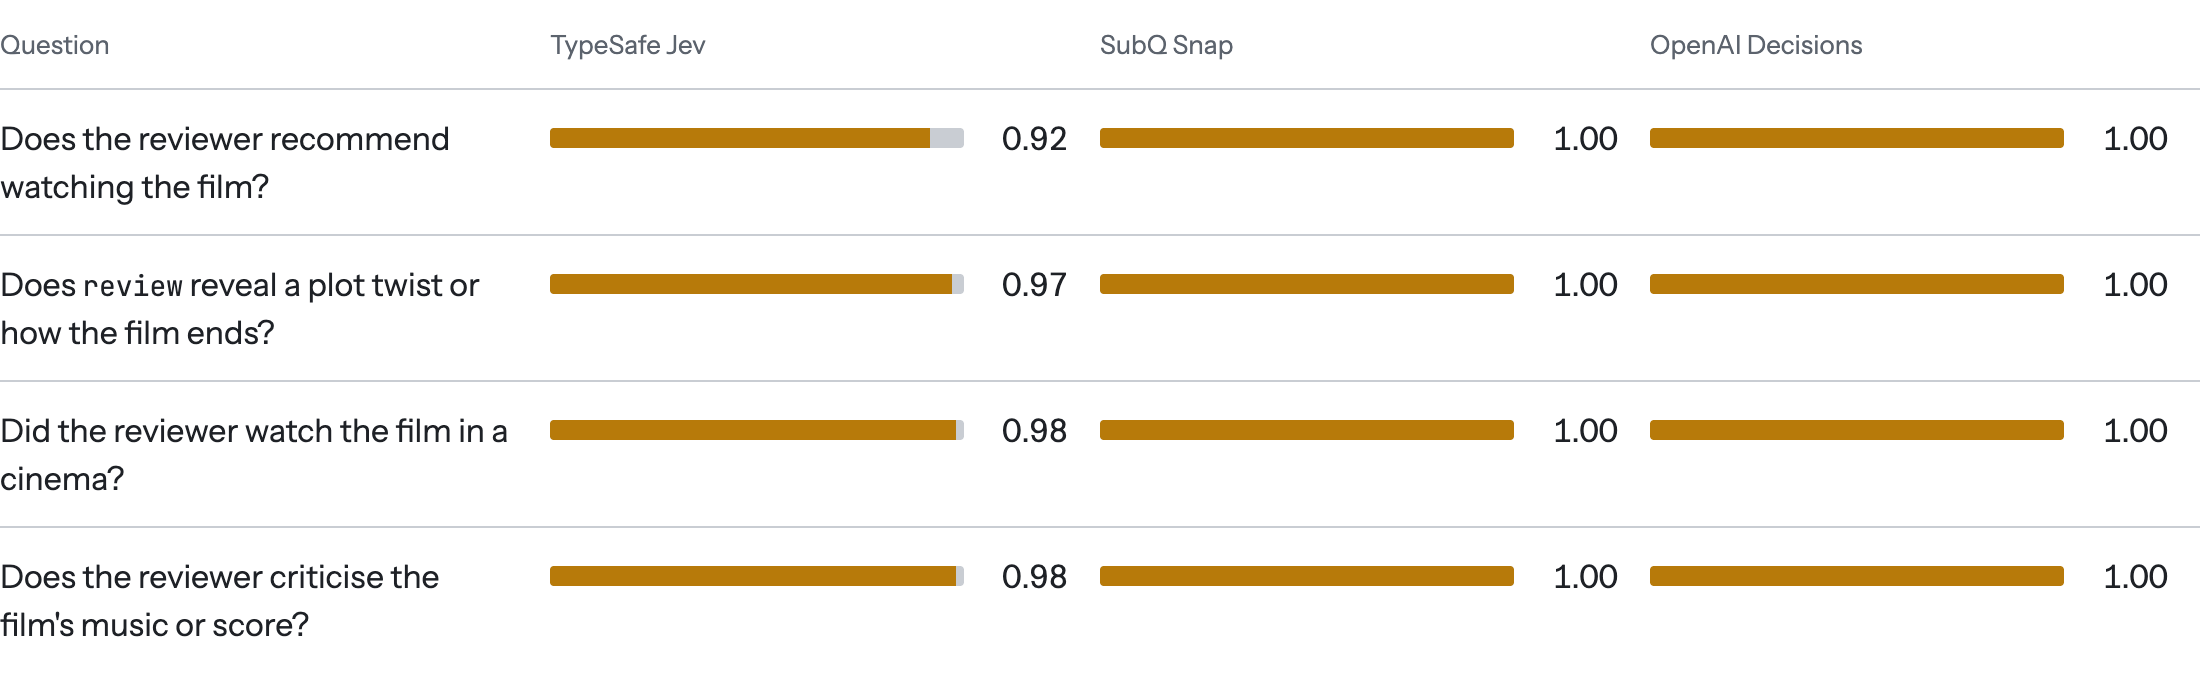 Question TypeSafe Jev SubQ Snap OpenAI Decisions
Does the reviewer recommend 0.92 1.00 1.00
watching the film?
Does review reveal a plot twist or 0.97 1.00 1.00
how the film ends?
Did the reviewer watch the film in a 0.98 1.00 1.00
cinema?
Does the reviewer criticise the 0.98 1.00 1.00
film's music or score?